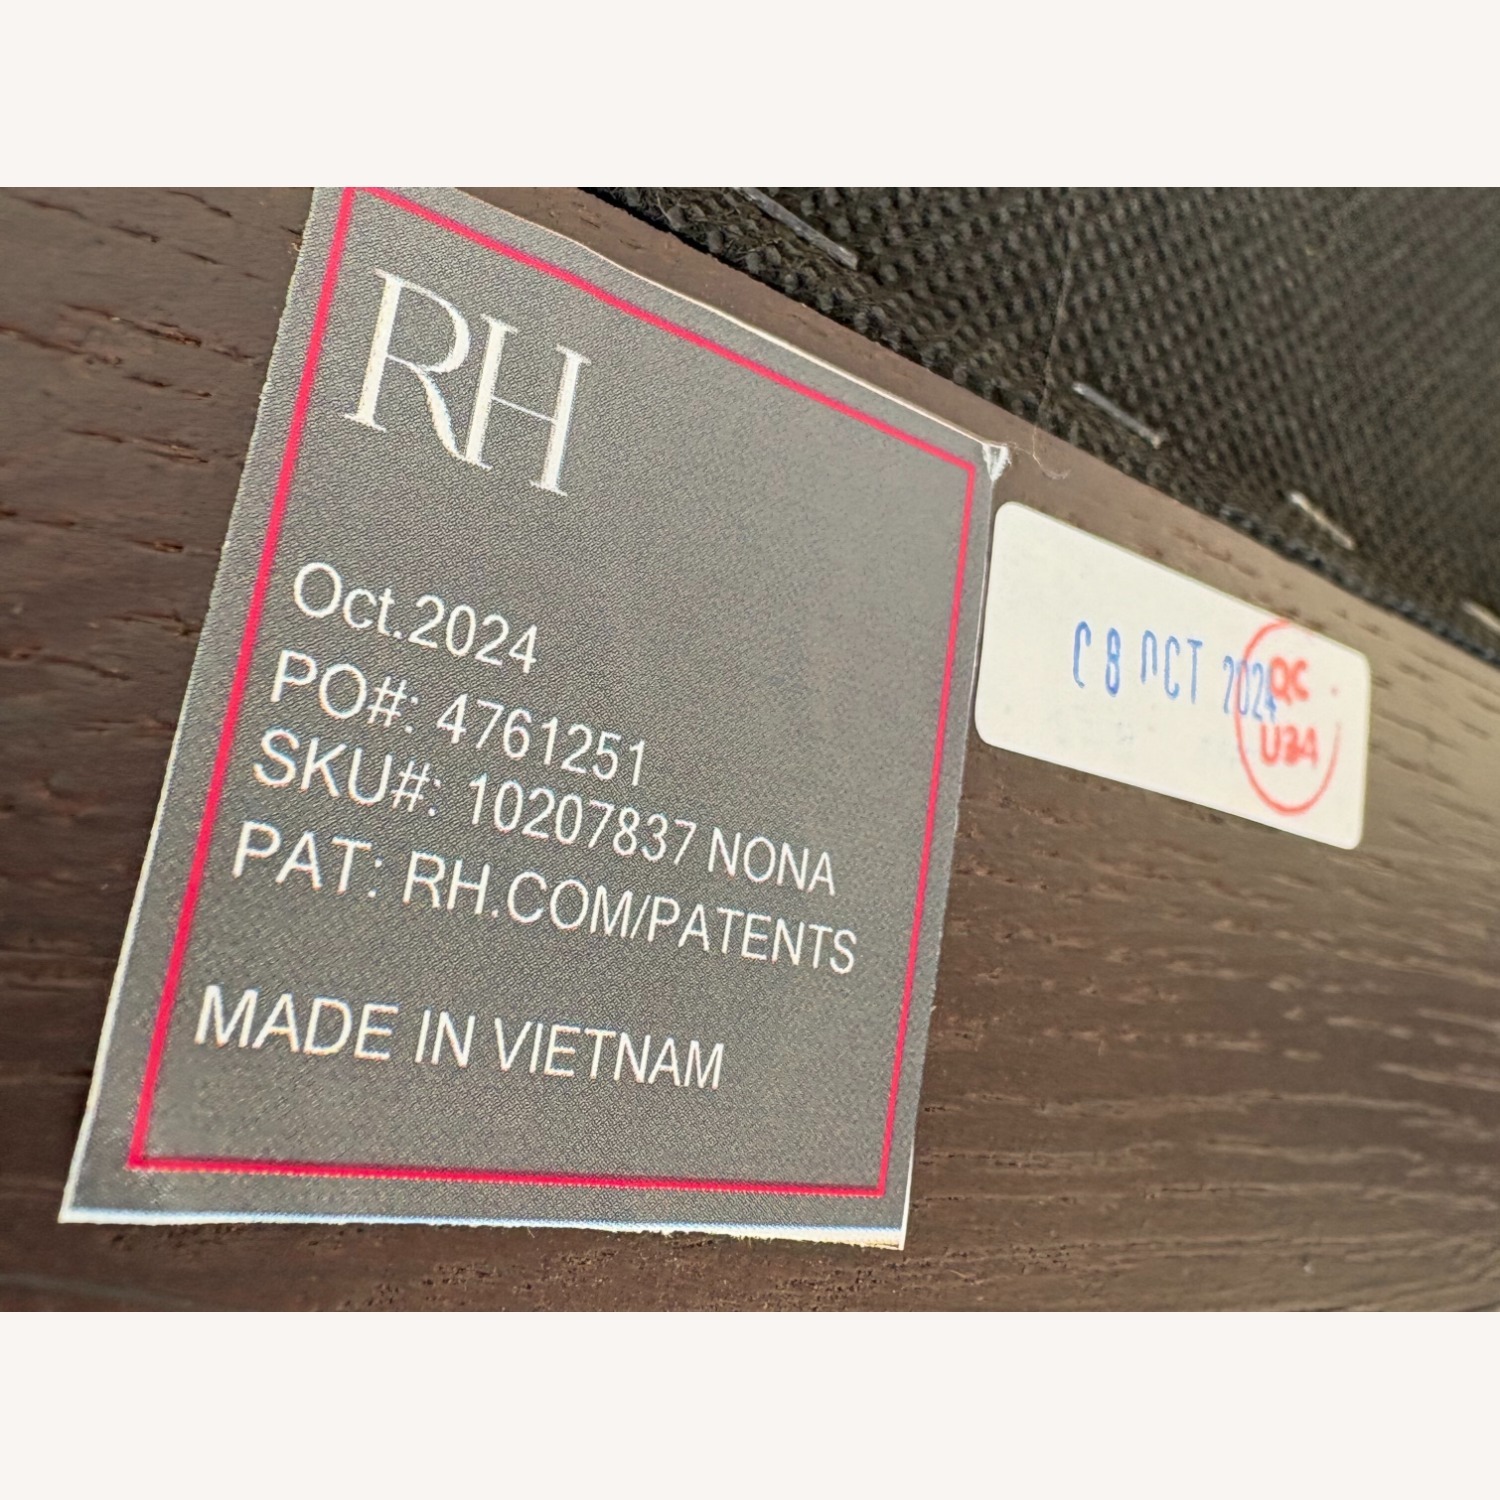 RH
Oct.2024
PO#: 4761251
SKU#: 10207837 NONA
PAT: RH.COM/PATENTS
MADE IN VIETNAM
08 OCT 2024
QC